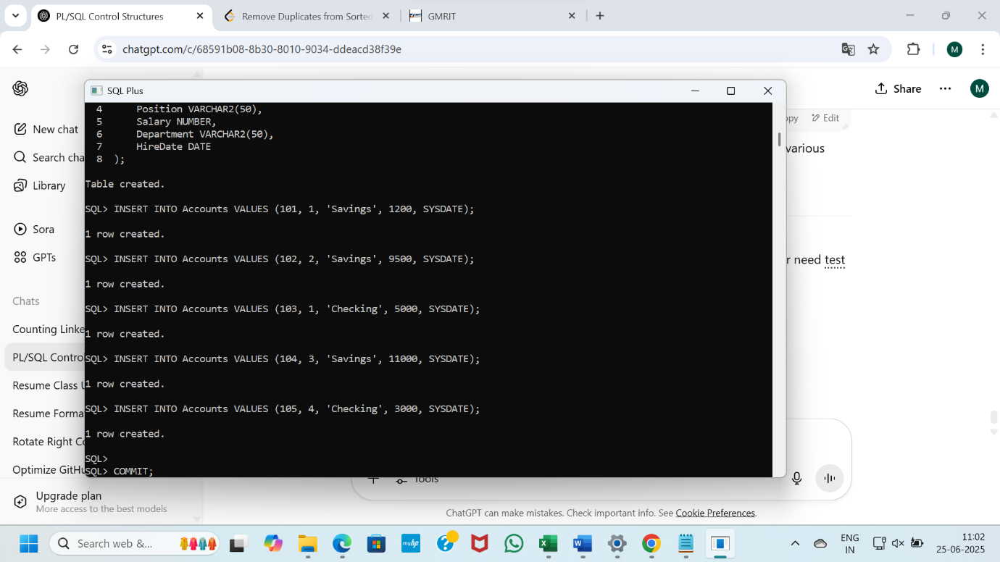 PL/SQL Control Structures
Remove Duplicates from Sorted
GMRIT
chatgpt.com/c/68591b08-8b30-8010-9034-ddeacd38f39e
M
Share
M
New chat
Search cha
Library
Sora
GPTs
Chats
Counting Linke
PL/SQL Contro
Resume Class U
Resume Forma
Rotate Right Co
Optimize GitHu
Upgrade plan
More access to the best models
SQL Plus
4 Position VARCHAR2(50),
5 Salary NUMBER,
6 Department VARCHAR2(50),
7 HireDate DATE
8 );
Table created.
SQL> INSERT INTO Accounts VALUES (101, 1, 'Savings', 1200, SYSDATE);
1 row created.
SQL> INSERT INTO Accounts VALUES (102, 2, 'Savings', 9500, SYSDATE);
1 row created.
SQL> INSERT INTO Accounts VALUES (103, 1, 'Checking', 5000, SYSDATE);
1 row created.
SQL> INSERT INTO Accounts VALUES (104, 3, 'Savings', 11000, SYSDATE);
1 row created.
SQL> INSERT INTO Accounts VALUES (105, 4, 'Checking', 3000, SYSDATE);
1 row created.
SQL>
SQL> COMMIT;
opy Edit
various
r need test
Tools
ChatGPT can make mistakes. Check important info. See Cookie Preferences.
Search web &...
ENG
IN
11:02
25-06-2025